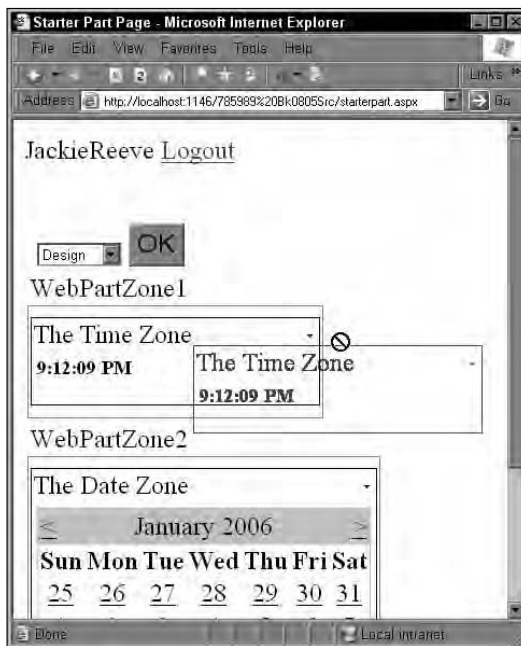 Starter Part Page - Microsoft Internet Explorer
File Edit View Favorites Tools Help
Links »
Address http://localhost:1146/785989%20Bk0805Src/starterpart.aspx Go
JackieReeve Logout
Design OK
WebPartZone1
The Time Zone
9:12:09 PM
The Time Zone
9:12:09 PM
WebPartZone2
The Date Zone
< January 2006 >
Sun Mon Tue Wed Thu Fri Sat
25 26 27 28 29 30 31
Done Local intranet